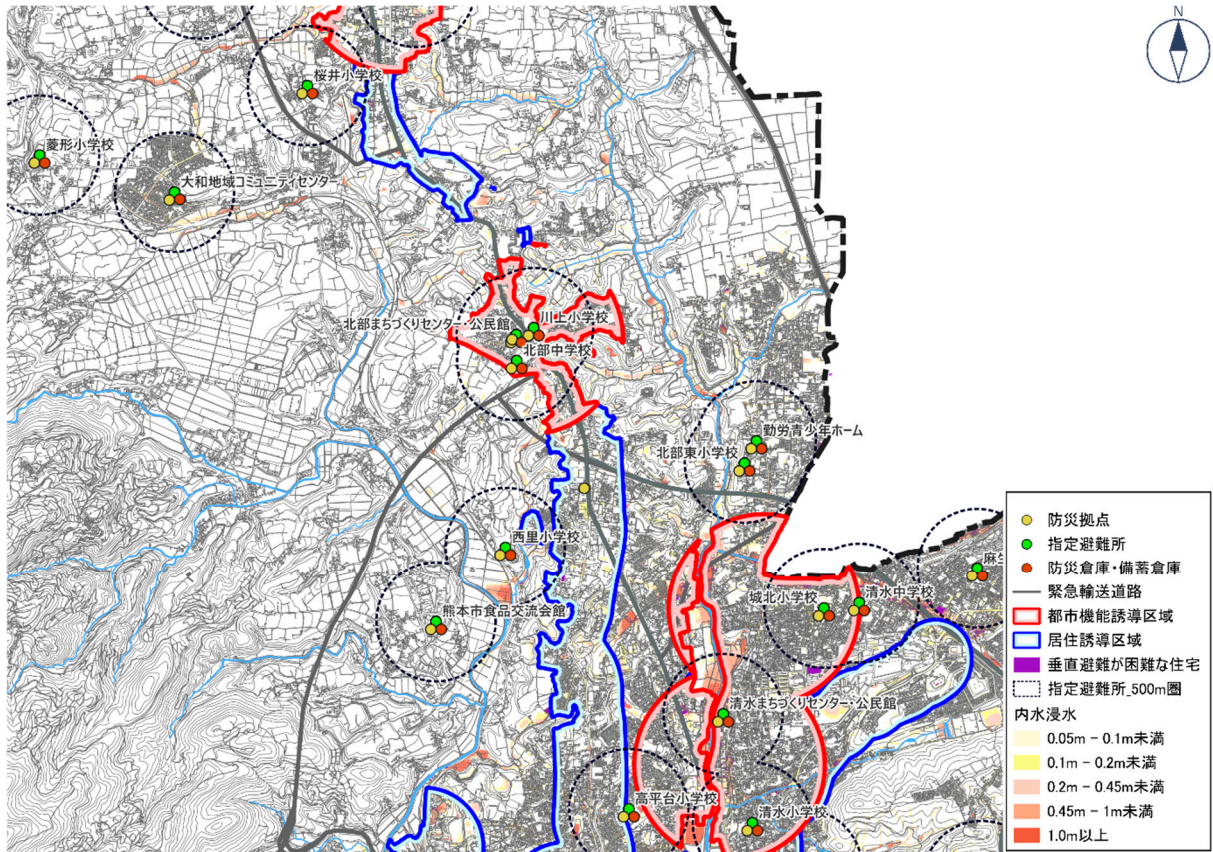 N
桜井小学校
菱形小学校
大和地域コミュニティセンター
川上小学校
北部まちづくりセンター・公民館
北部中学校
勤労青少年ホーム
北部東小学校
西里小学校
熊本市食品交流会館
城北小学校
清水中学校
麻生
清水まちづくりセンター・公民館
高平台小学校
清水小学校
防災拠点
指定避難所
防災倉庫・備蓄倉庫
緊急輸送道路
都市機能誘導区域
居住誘導区域
垂直避難が困難な住宅
指定避難所_500m圏
内水浸水
0.05m - 0.1m未満
0.1m - 0.2m未満
0.2m - 0.45m未満
0.45m - 1m未満
1.0m以上